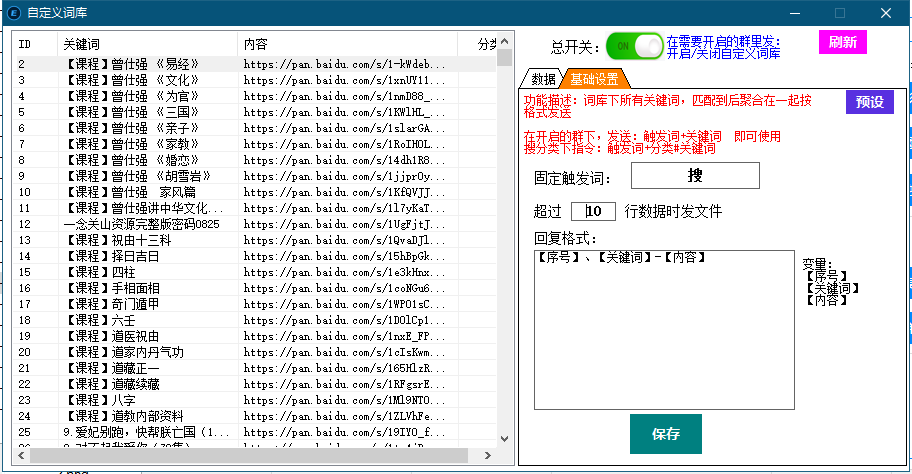 自定义词库
ID 关键词 内容 分类
2 【课程】曾仕强 《易经》 https://pan.baidu.com/s/1-kWdeb...
3 【课程】曾仕强 《文化》 https://pan.baidu.com/s/1xnUY11...
4 【课程】曾仕强 《为官》 https://pan.baidu.com/s/1nmD88_...
5 【课程】曾仕强 《三国》 https://pan.baidu.com/s/1KWlHL_...
6 【课程】曾仕强 《亲子》 https://pan.baidu.com/s/1slarGA...
7 【课程】曾仕强 《家教》 https://pan.baidu.com/s/1RoIHOL...
8 【课程】曾仕强 《婚恋》 https://pan.baidu.com/s/14dh1R8...
9 【课程】曾仕强 《胡雪岩》 https://pan.baidu.com/s/1jjprOy...
10 【课程】曾仕强 家风篇 https://pan.baidu.com/s/1KfQVJJ...
11 【课程】曾仕强讲中华文化... https://pan.baidu.com/s/1l7yKaT...
12 一念关山资源完整版密码0825 https://pan.baidu.com/s/1UgFjtJ...
13 【课程】祝由十三科 https://pan.baidu.com/s/1QvaDJl...
14 【课程】择日吉日 https://pan.baidu.com/s/15hBpGk...
15 【课程】四柱 https://pan.baidu.com/s/1e3kHnx...
16 【课程】手相面相 https://pan.baidu.com/s/1coNGu6...
17 【课程】奇门遁甲 https://pan.baidu.com/s/1WPO1sC...
18 【课程】六壬 https://pan.baidu.com/s/1DOlCp1...
19 【课程】道医祝由 https://pan.baidu.com/s/1nxE_FP...
20 【课程】道家内丹气功 https://pan.baidu.com/s/1cIsKwm...
21 【课程】道藏正一 https://pan.baidu.com/s/165HlzR...
22 【课程】道藏续藏 https://pan.baidu.com/s/1RFgsrE...
23 【课程】八字 https://pan.baidu.com/s/1Ml9NTO...
24 【课程】道教内部资料 https://pan.baidu.com/s/1ZLVhFe...
25 9.爱妃别跑，快帮朕亡国（1... https://pan.baidu.com/s/19IYO_f...
总开关：
ON
在需要开启的群里发：
开启/关闭自定义词库
刷新
数据 基础设置
功能描述：词库下所有关键词，匹配到后聚合在一起按
格式发送
预设
在开启的群下，发送：触发词+关键词 即可使用
搜分类下指令：触发词+分类#关键词
固定触发词： 搜
超过 10 行数据时发文件
回复格式：
【序号】、【关键词】-【内容】
变量：
【序号】
【关键词】
【内容】
保存